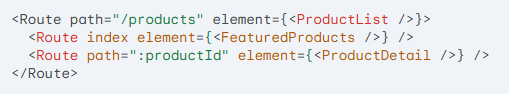 <Route path="/products" element={<ProductList />}>
  <Route index element={<FeaturedProducts />} />
  <Route path=":productId" element={<ProductDetail />} />
</Route>